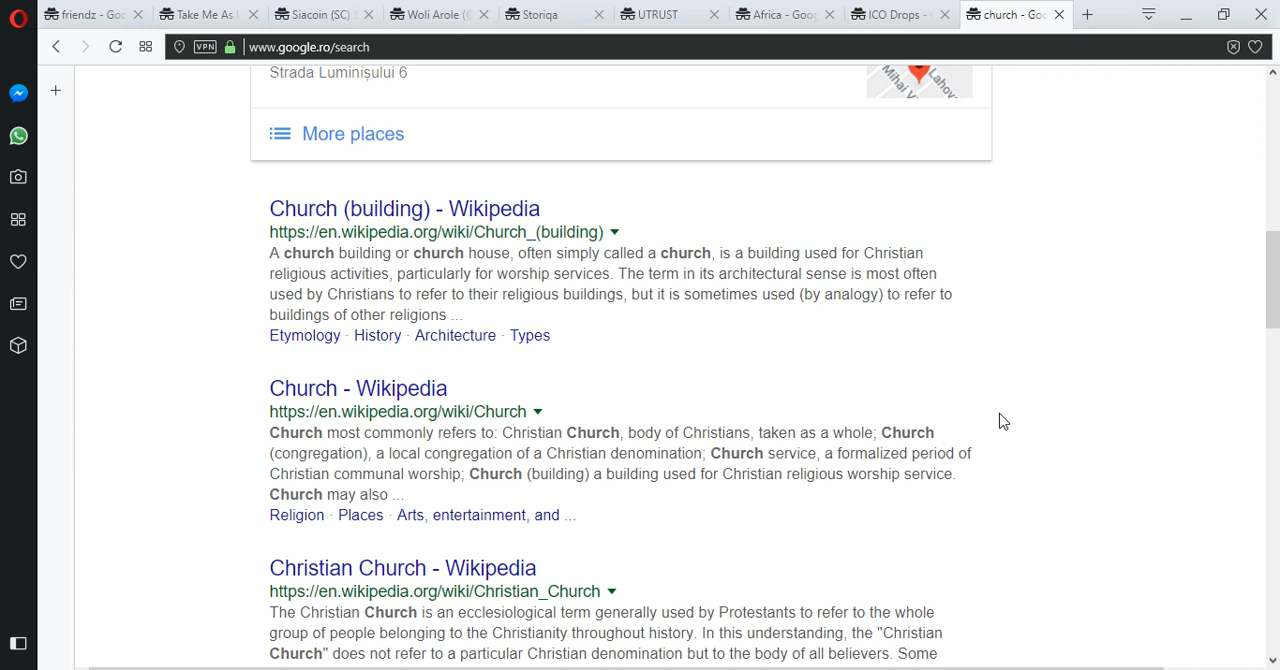 friendz - Goo
Take Me As I
Siacoin (SC)
Woli Arole (@
Storiqa
UTRUST
Africa - Goog
ICO Drops -
church - Goo
VPN
www.google.ro/search
Strada Luminișului 6
Mihai V
Lahov
More places
Church (building) - Wikipedia
https://en.wikipedia.org/wiki/Church_(building)
A church building or church house, often simply called a church, is a building used for Christian
religious activities, particularly for worship services. The term in its architectural sense is most often
used by Christians to refer to their religious buildings, but it is sometimes used (by analogy) to refer to
buildings of other religions ...
Etymology · History · Architecture · Types
Church - Wikipedia
https://en.wikipedia.org/wiki/Church
Church most commonly refers to: Christian Church, body of Christians, taken as a whole; Church
(congregation), a local congregation of a Christian denomination; Church service, a formalized period of
Christian communal worship; Church (building) a building used for Christian religious worship service.
Church may also ...
Religion · Places · Arts, entertainment, and ...
Christian Church - Wikipedia
https://en.wikipedia.org/wiki/Christian_Church
The Christian Church is an ecclesiological term generally used by Protestants to refer to the whole
group of people belonging to the Christianity throughout history. In this understanding, the "Christian
Church" does not refer to a particular Christian denomination but to the body of all believers. Some